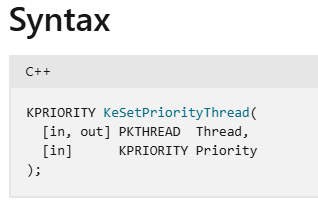 Syntax
C++
KPRIORITY KeSetPriorityThread(
  [in, out] PKTHREAD  Thread,
  [in]      KPRIORITY Priority
);